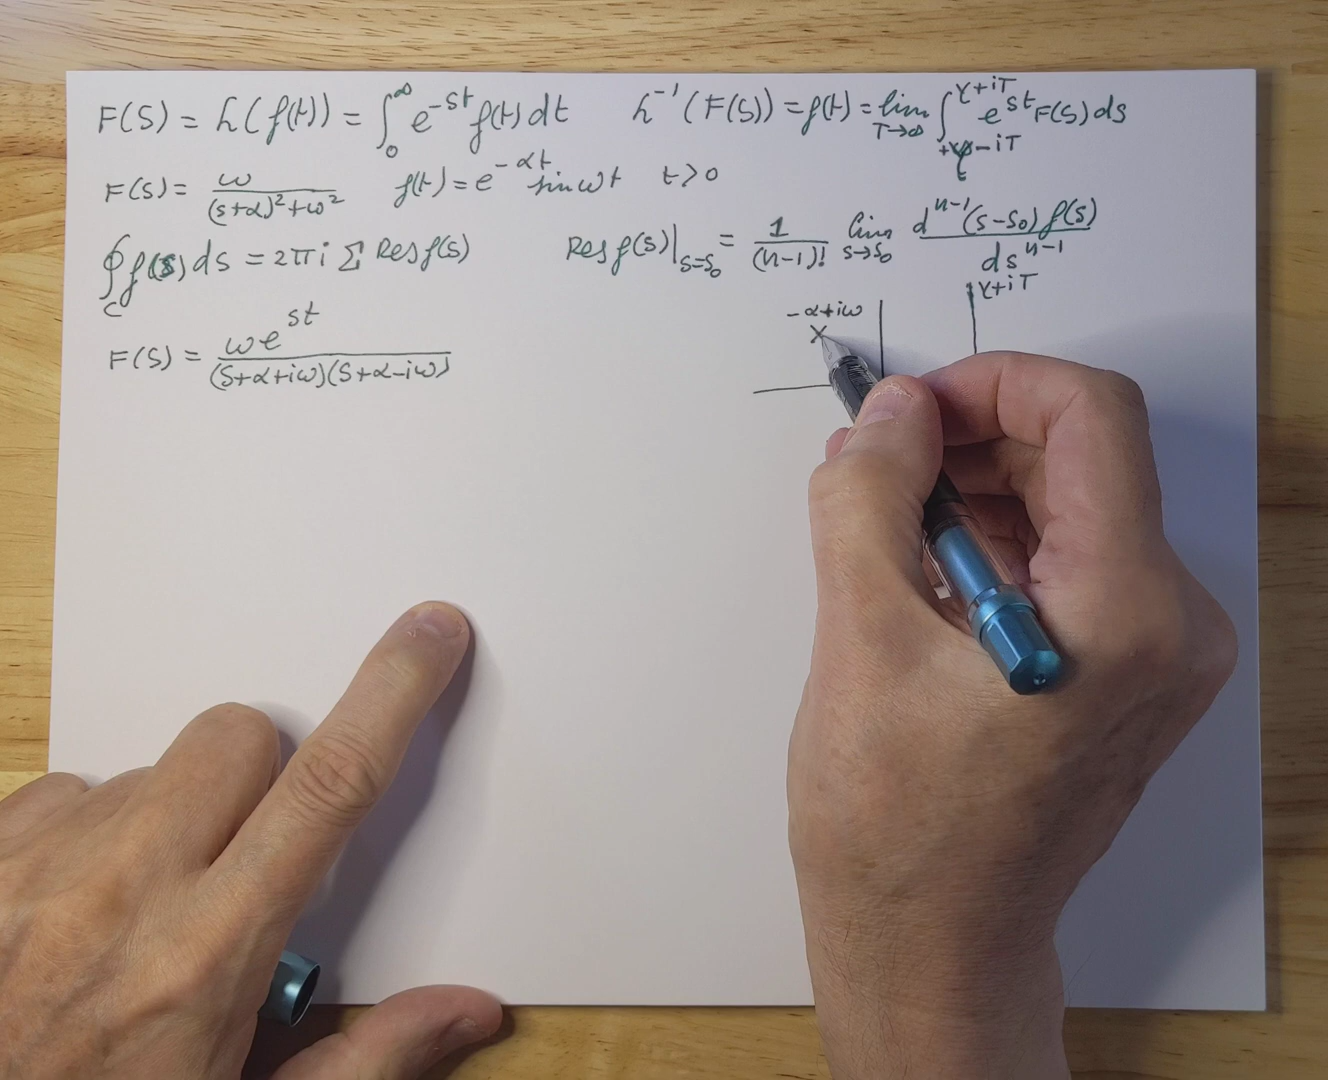 F(S) = L(f(t)) = ∫₀^∞ e^{-st} f(t) dt    L⁻¹(F(S)) = f(t) = lim_{T→∞} ∫_{γ-iT}^{γ+iT} e^{st} F(S) ds
F(S) = ω / ((s+α)² + ω²)    f(t) = e^{-αt} sin ωt    t > 0
∮_C f(s) ds = 2πi Σ Res f(s)    Res f(s)|_{S=S₀} = 1/(n-1)! lim_{s→s₀} d^{n-1}(s-s₀) f(s) / ds^{n-1}
γ+iT
-α+iω
F(S) = ω e^{st} / ((S+α+iω)(S+α-iω))